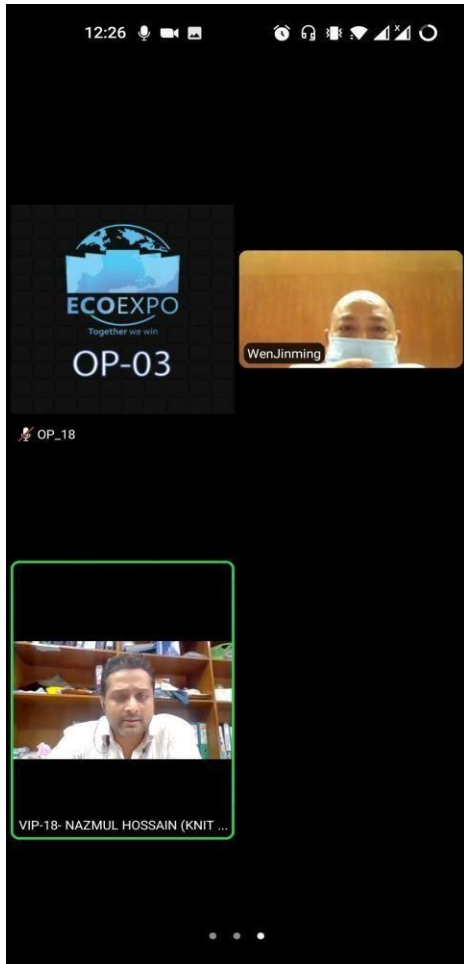 12:26
ECOEXPO
Together we win
OP-03
OP_18
WenJinming
VIP-18- NAZMUL HOSSAIN (KNIT ...